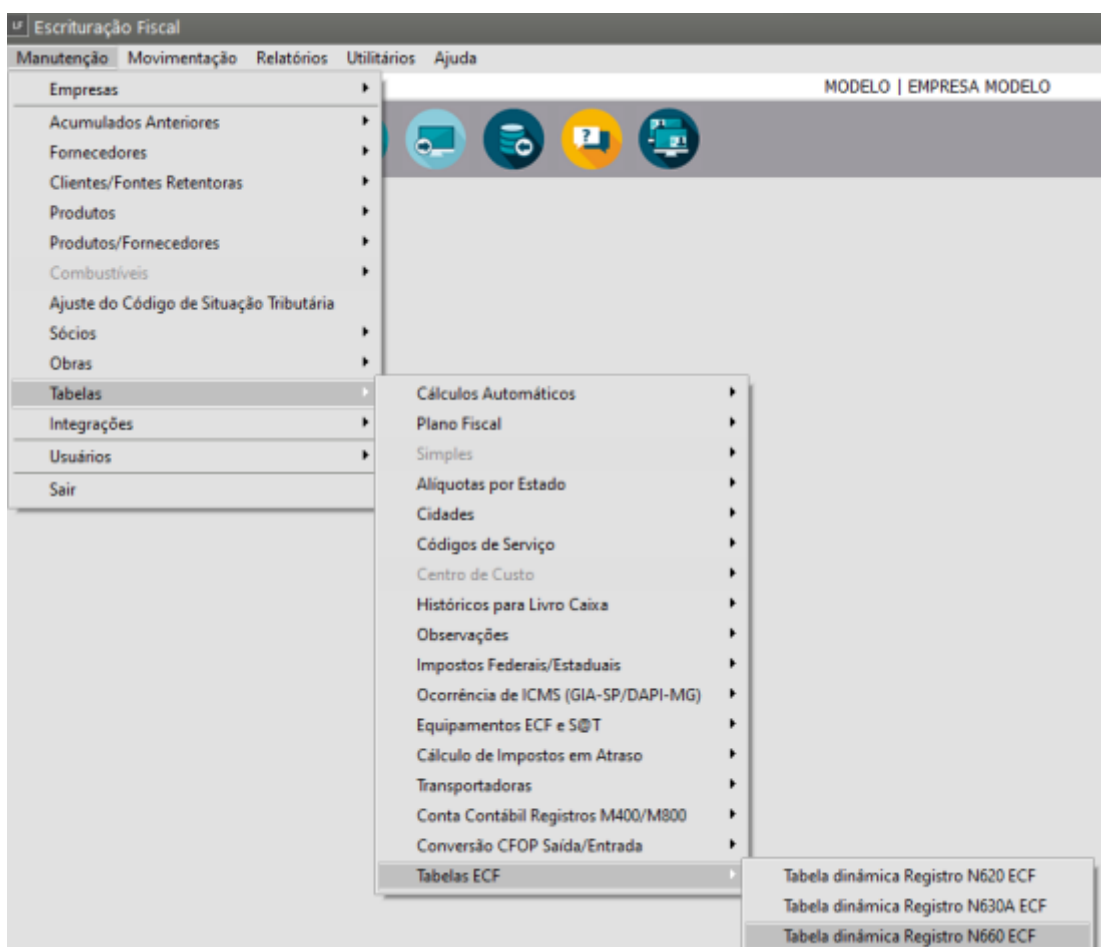 LF Escrituração Fiscal
Manutenção Movimentação Relatórios Utilitários Ajuda
MODELO | EMPRESA MODELO
Empresas
Acumulados Anteriores
Fornecedores
Clientes/Fontes Retentoras
Produtos
Produtos/Fornecedores
Combustíveis
Ajuste do Código de Situação Tributária
Sócios
Obras
Tabelas
Integrações
Usuários
Sair
Cálculos Automáticos
Plano Fiscal
Simples
Alíquotas por Estado
Cidades
Códigos de Serviço
Centro de Custo
Históricos para Livro Caixa
Observações
Impostos Federais/Estaduais
Ocorrência de ICMS (GIA-SP/DAPI-MG)
Equipamentos ECF e S@T
Cálculo de Impostos em Atraso
Transportadoras
Conta Contábil Registros M400/M800
Conversão CFOP Saída/Entrada
Tabelas ECF
Tabela dinâmica Registro N620 ECF
Tabela dinâmica Registro N630A ECF
Tabela dinâmica Registro N660 ECF